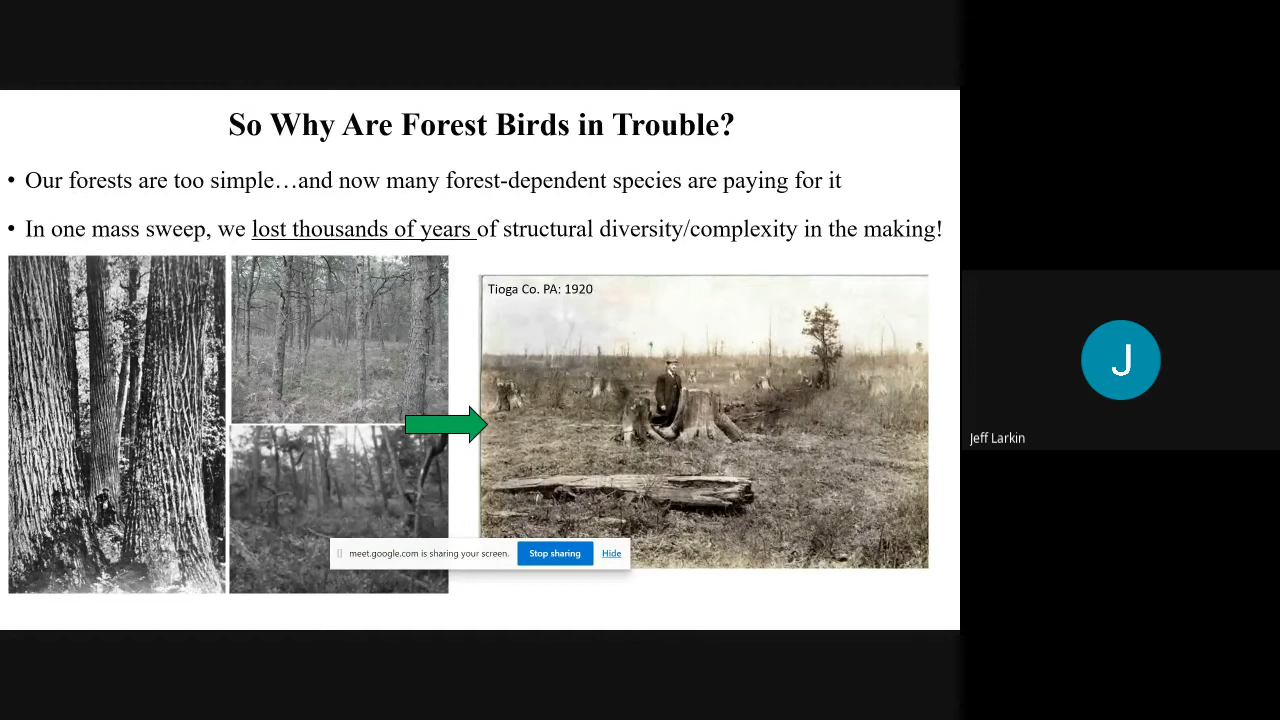 So Why Are Forest Birds in Trouble?
• Our forests are too simple…and now many forest-dependent species are paying for it
• In one mass sweep, we lost thousands of years of structural diversity/complexity in the making!
Tioga Co. PA: 1920
meet.google.com is sharing your screen. Stop sharing Hide
J
Jeff Larkin